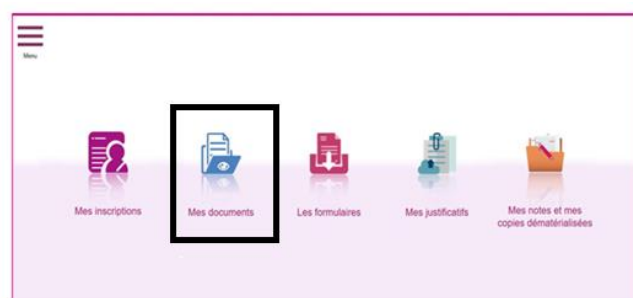 Menu
Mes inscriptions
Mes documents
Les formulaires
Mes justificatifs
Mes notes et mes
copies dématérialisées